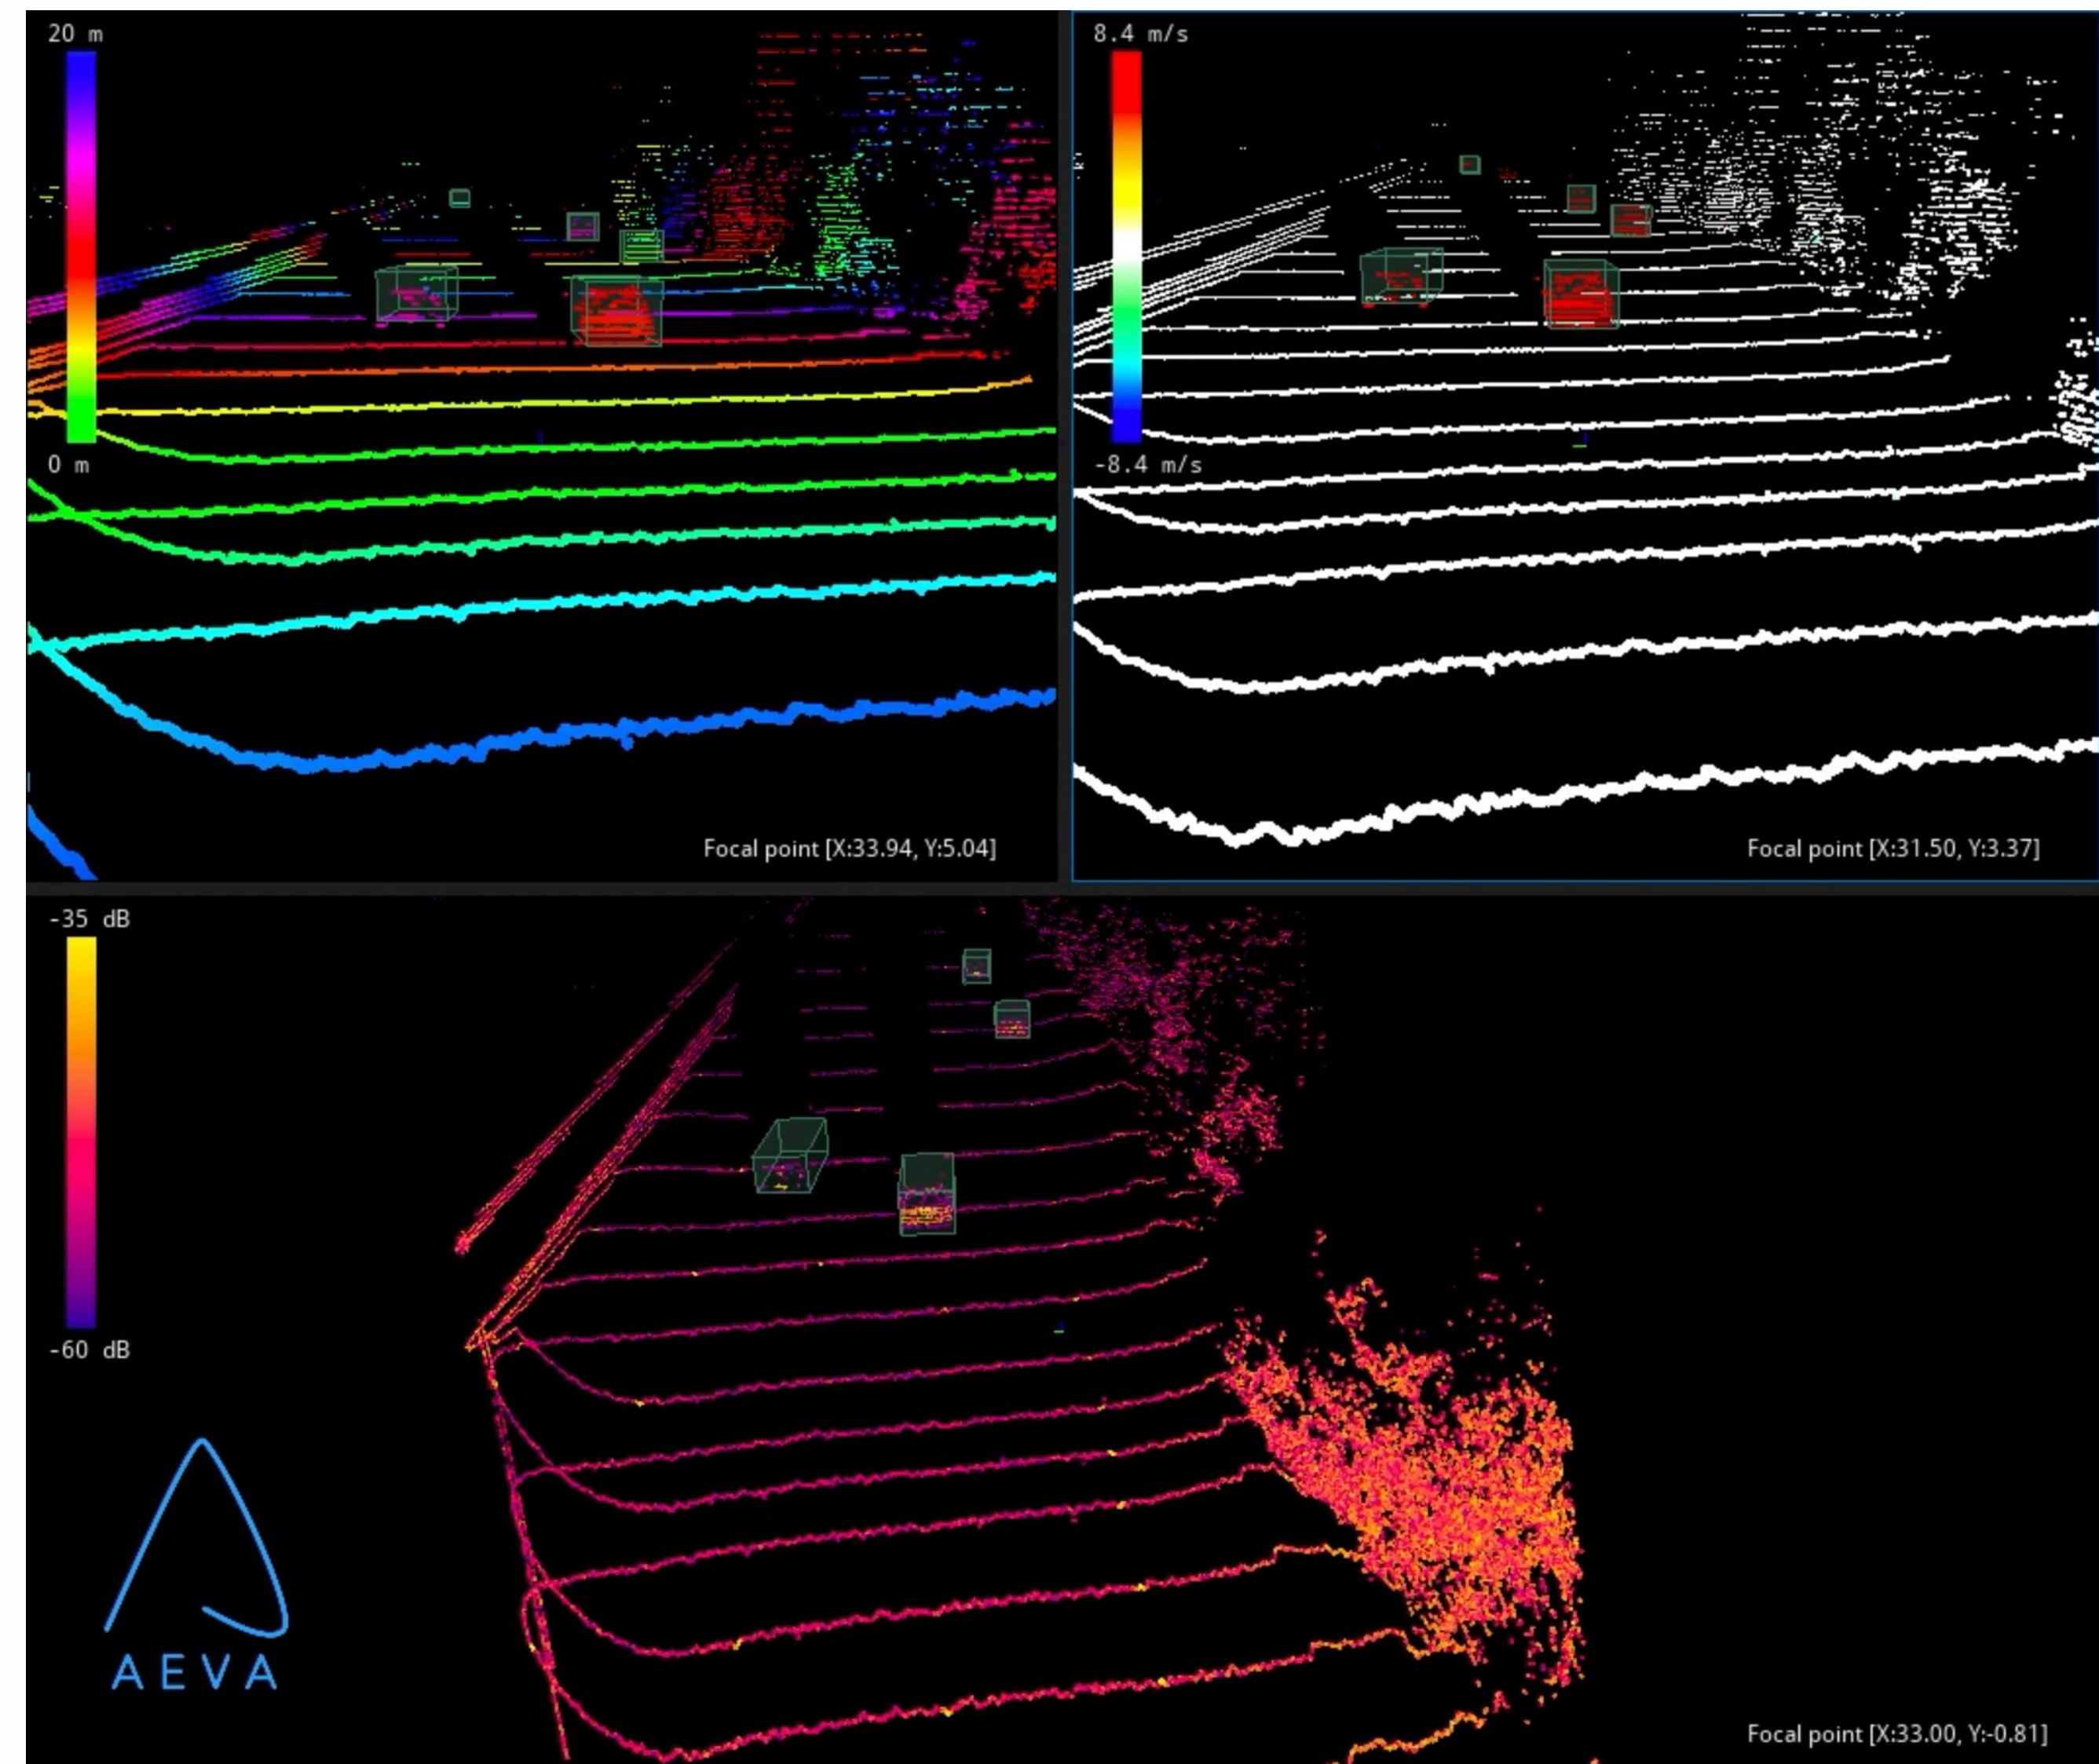 20 m
0 m
Focal point [X:33.94, Y:5.04]
8.4 m/s
-8.4 m/s
Focal point [X:31.50, Y:3.37]
-35 dB
-60 dB
AEVA
Focal point [X:33.00, Y:-0.81]